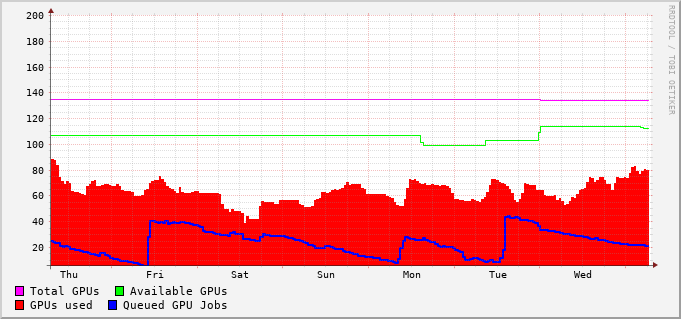 200
180
160
140
120
100
80
60
40
20
Thu Fri Sat Sun Mon Tue Wed
Total GPUs Available GPUs
GPUs used Queued GPU Jobs
RRDTOOL / TOBI OETIKER